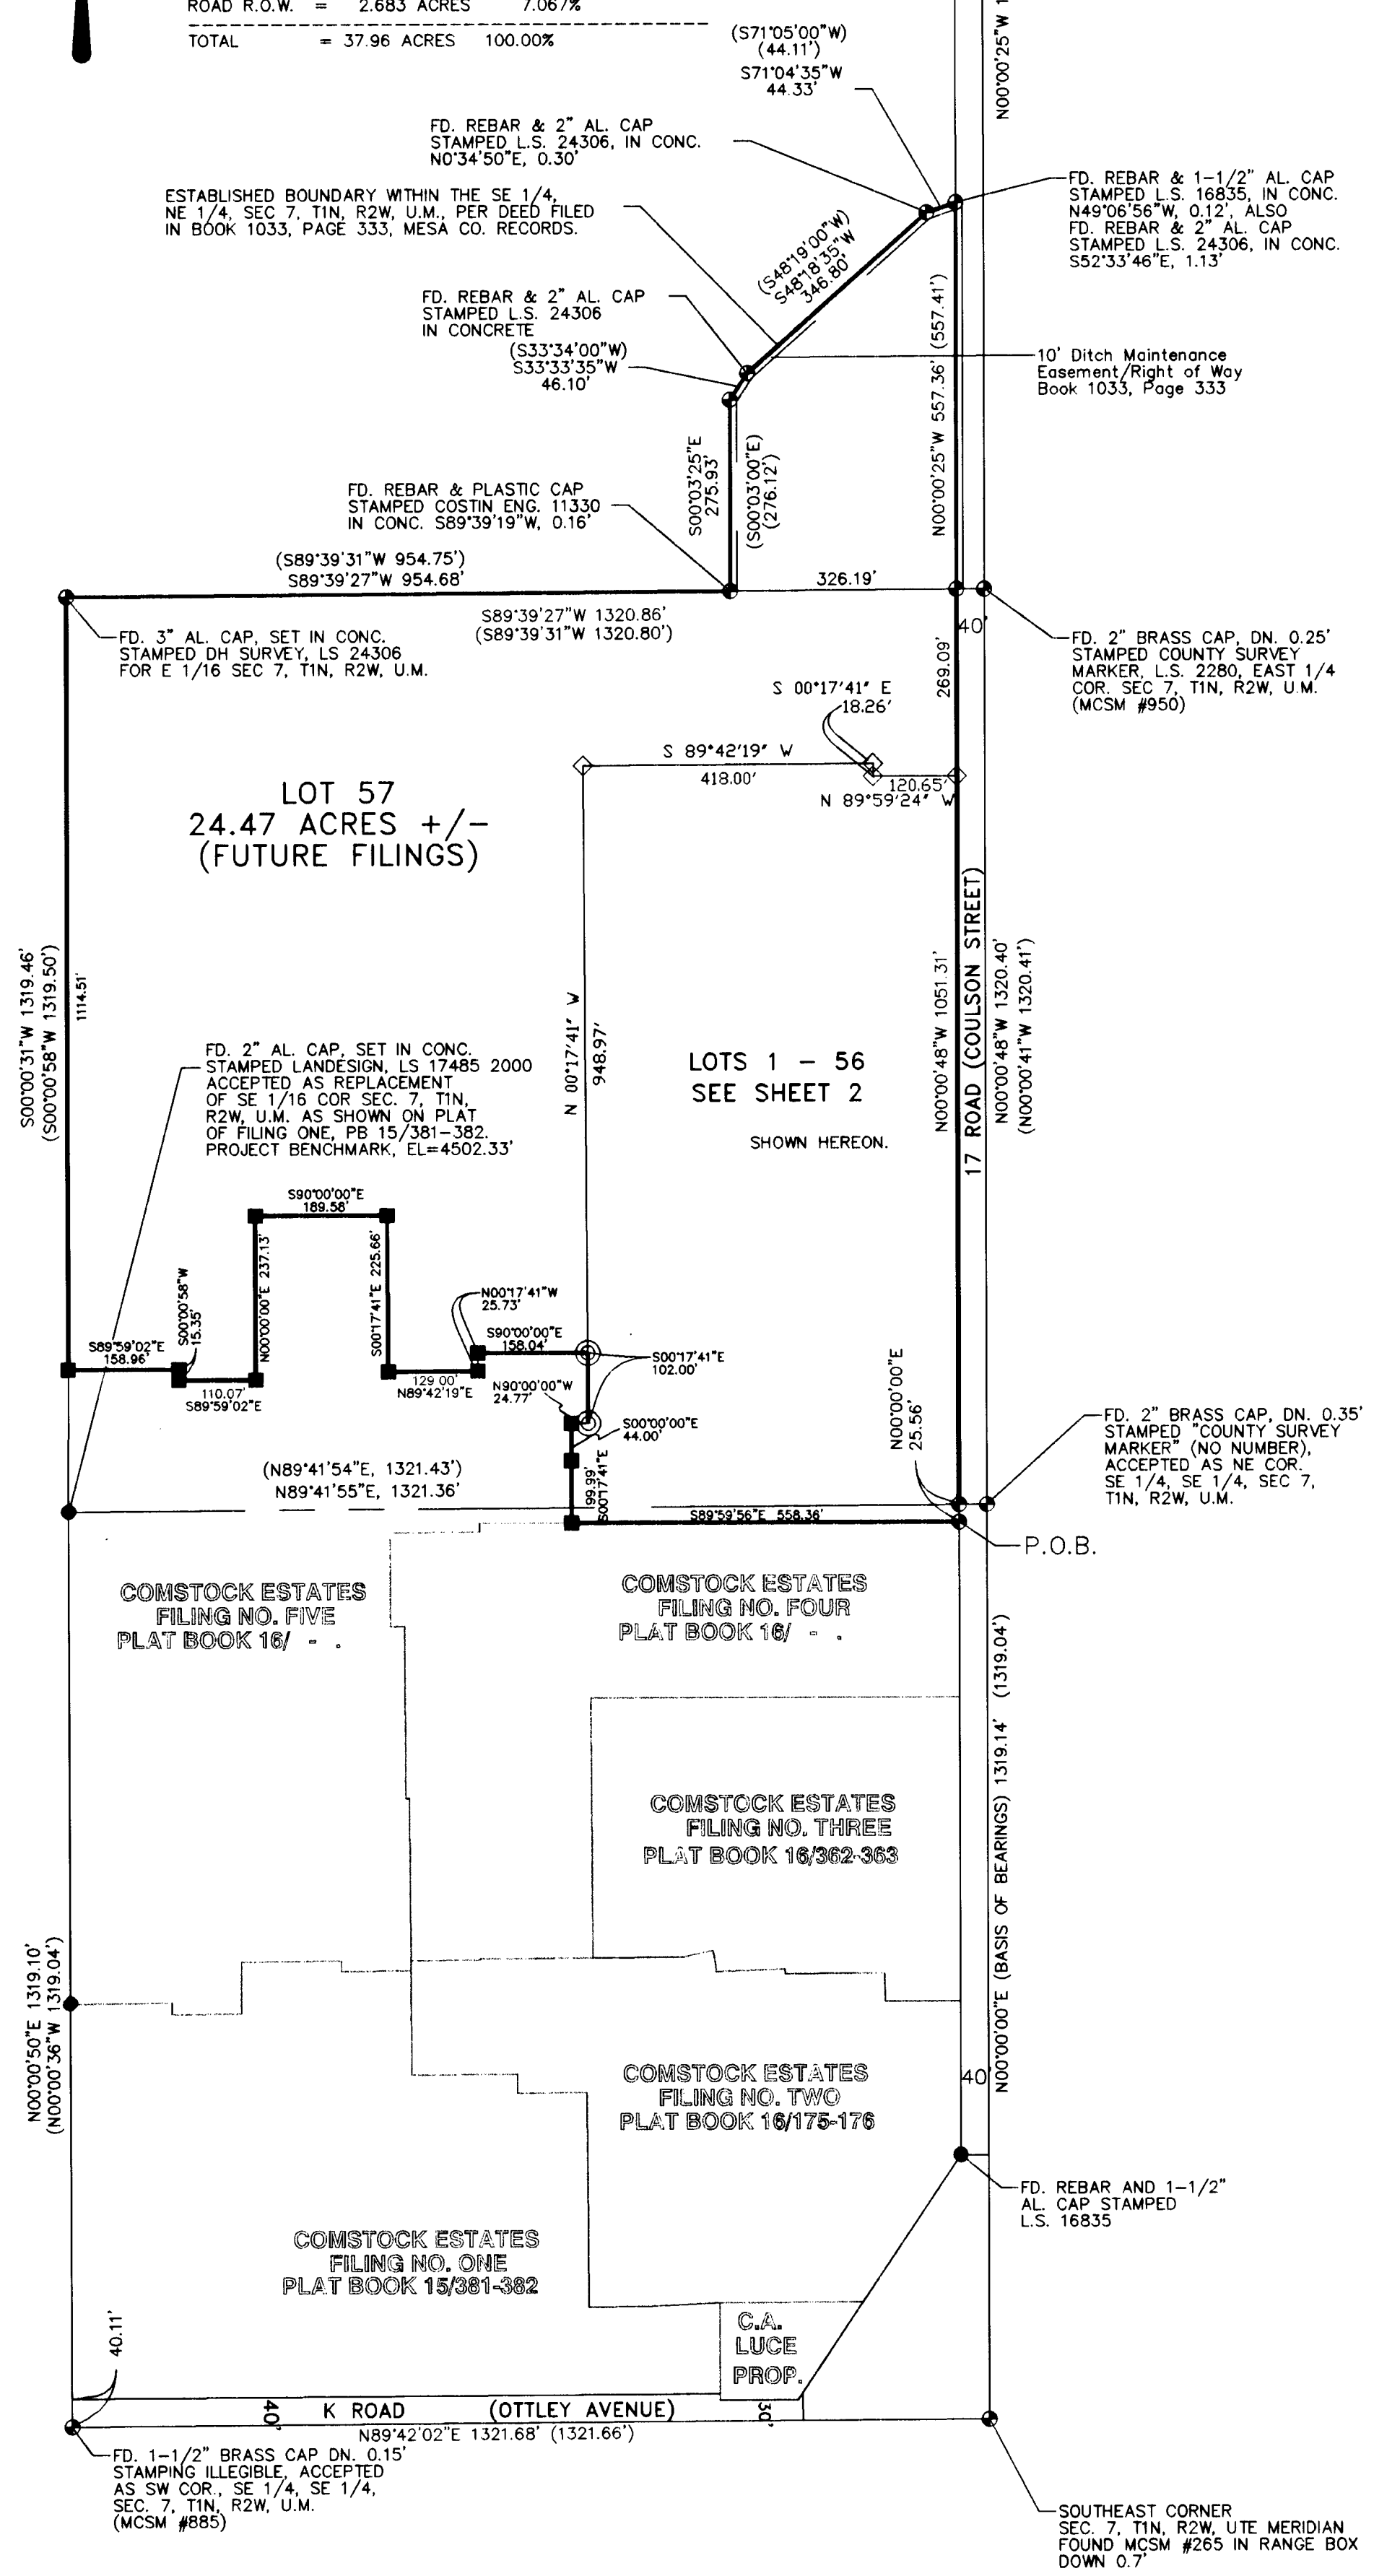 ROAD R.O.W. = 2.683 ACRES 7.067%
TOTAL = 37.96 ACRES 100.00%
(S71°05'00"W)
(44.11')
S71°04'35"W
44.33'
N00°00'25"W 1
FD. REBAR & 2" AL. CAP
STAMPED L.S. 24306, IN CONC.
N0°34'50"E, 0.30'
FD. REBAR & 1-1/2" AL. CAP
STAMPED L.S. 16835, IN CONC.
N49°06'56"W, 0.12', ALSO
FD. REBAR & 2" AL. CAP
STAMPED L.S. 24306, IN CONC.
S52°33'46"E, 1.13'
ESTABLISHED BOUNDARY WITHIN THE SE 1/4,
NE 1/4, SEC 7, T1N, R2W, U.M., PER DEED FILED
IN BOOK 1033, PAGE 333, MESA CO. RECORDS.
(S48°19'00"W)
S48°18'35"W
346.80'
FD. REBAR & 2" AL. CAP
STAMPED L.S. 24306
IN CONCRETE
(S33°34'00"W)
S33°33'35"W
46.10'
N00°00'25"W 557.36' (557.41')
10' Ditch Maintenance
Easement/Right of Way
Book 1033, Page 333
S00°03'25"E
275.93'
(S00°03'00"E)
(276.12')
FD. REBAR & PLASTIC CAP
STAMPED COSTIN ENG. 11330
IN CONC. S89°39'19"W, 0.16'
(S89°39'31"W 954.75')
S89°39'27"W 954.68'
326.19'
S89°39'27"W 1320.86'
(S89°39'31"W 1320.80')
40'
FD. 3" AL. CAP, SET IN CONC.
STAMPED DH SURVEY, LS 24306
FOR E 1/16 SEC 7, T1N, R2W, U.M.
FD. 2" BRASS CAP, DN. 0.25'
STAMPED COUNTY SURVEY
MARKER, L.S. 2280, EAST 1/4
COR. SEC 7, T1N, R2W, U.M.
(MCSM #950)
269.09'
S 00°17'41" E
18.26'
S 89°42'19" W
418.00'
120.65'
N 89°59'24" W
LOT 57
24.47 ACRES +/-
(FUTURE FILINGS)
S00°00'31"W 1319.46'
(S00°00'58"W 1319.50')
1114.51'
N 00°17'41" W
948.97'
N00°00'48"W 1051.31'
17 ROAD (COULSON STREET)
N00°00'48"W 1320.40'
(N00°00'41"W 1320.41')
FD. 2" AL. CAP, SET IN CONC.
STAMPED LANDESIGN, LS 17485 2000
ACCEPTED AS REPLACEMENT
OF SE 1/16 COR SEC. 7, T1N,
R2W, U.M. AS SHOWN ON PLAT
OF FILING ONE, PB 15/381-382.
PROJECT BENCHMARK, EL=4502.33'
LOTS 1 - 56
SEE SHEET 2
SHOWN HEREON.
S90°00'00"E
189.58'
N00°00'00"E 237.13'
S00°17'41"E 225.66'
S00°00'58"W
15.35'
S89°59'02"E
158.96'
110.07'
S89°59'02"E
N00°17'41"W
25.73'
S90°00'00"E
158.04'
129.00'
N89°42'19"E
S00°17'41"E
102.00'
N90°00'00"W
24.77'
S00°00'00"E
44.00'
99.99'
S00°17'41"E
N00°00'00"E
25.56'
FD. 2" BRASS CAP, DN. 0.35'
STAMPED "COUNTY SURVEY
MARKER" (NO NUMBER),
ACCEPTED AS NE COR.
SE 1/4, SE 1/4, SEC 7,
T1N, R2W, U.M.
(N89°41'54"E, 1321.43')
N89°41'55"E, 1321.36'
S89°59'56"E 558.36'
P.O.B.
COMSTOCK ESTATES
FILING NO. FIVE
PLAT BOOK 16/ - .
COMSTOCK ESTATES
FILING NO. FOUR
PLAT BOOK 16/ - .
COMSTOCK ESTATES
FILING NO. THREE
PLAT BOOK 16/362-363
N00°00'00"E (BASIS OF BEARINGS) 1319.14' (1319.04')
N00°00'50"E 1319.10'
(N00°00'36"W 1319.04')
COMSTOCK ESTATES
FILING NO. TWO
PLAT BOOK 16/175-176
40'
FD. REBAR AND 1-1/2"
AL. CAP STAMPED
L.S. 16835
COMSTOCK ESTATES
FILING NO. ONE
PLAT BOOK 15/381-382
C.A.
LUCE
PROP.
40.11'
40'
K ROAD (OTTLEY AVENUE)
30'
N89°42'02"E 1321.68' (1321.66')
FD. 1-1/2" BRASS CAP DN. 0.15'
STAMPING ILLEGIBLE, ACCEPTED
AS SW COR., SE 1/4, SE 1/4,
SEC. 7, T1N, R2W, U.M.
(MCSM #885)
SOUTHEAST CORNER
SEC. 7, T1N, R2W, UTE MERIDIAN
FOUND MCSM #265 IN RANGE BOX
DOWN 0.7'